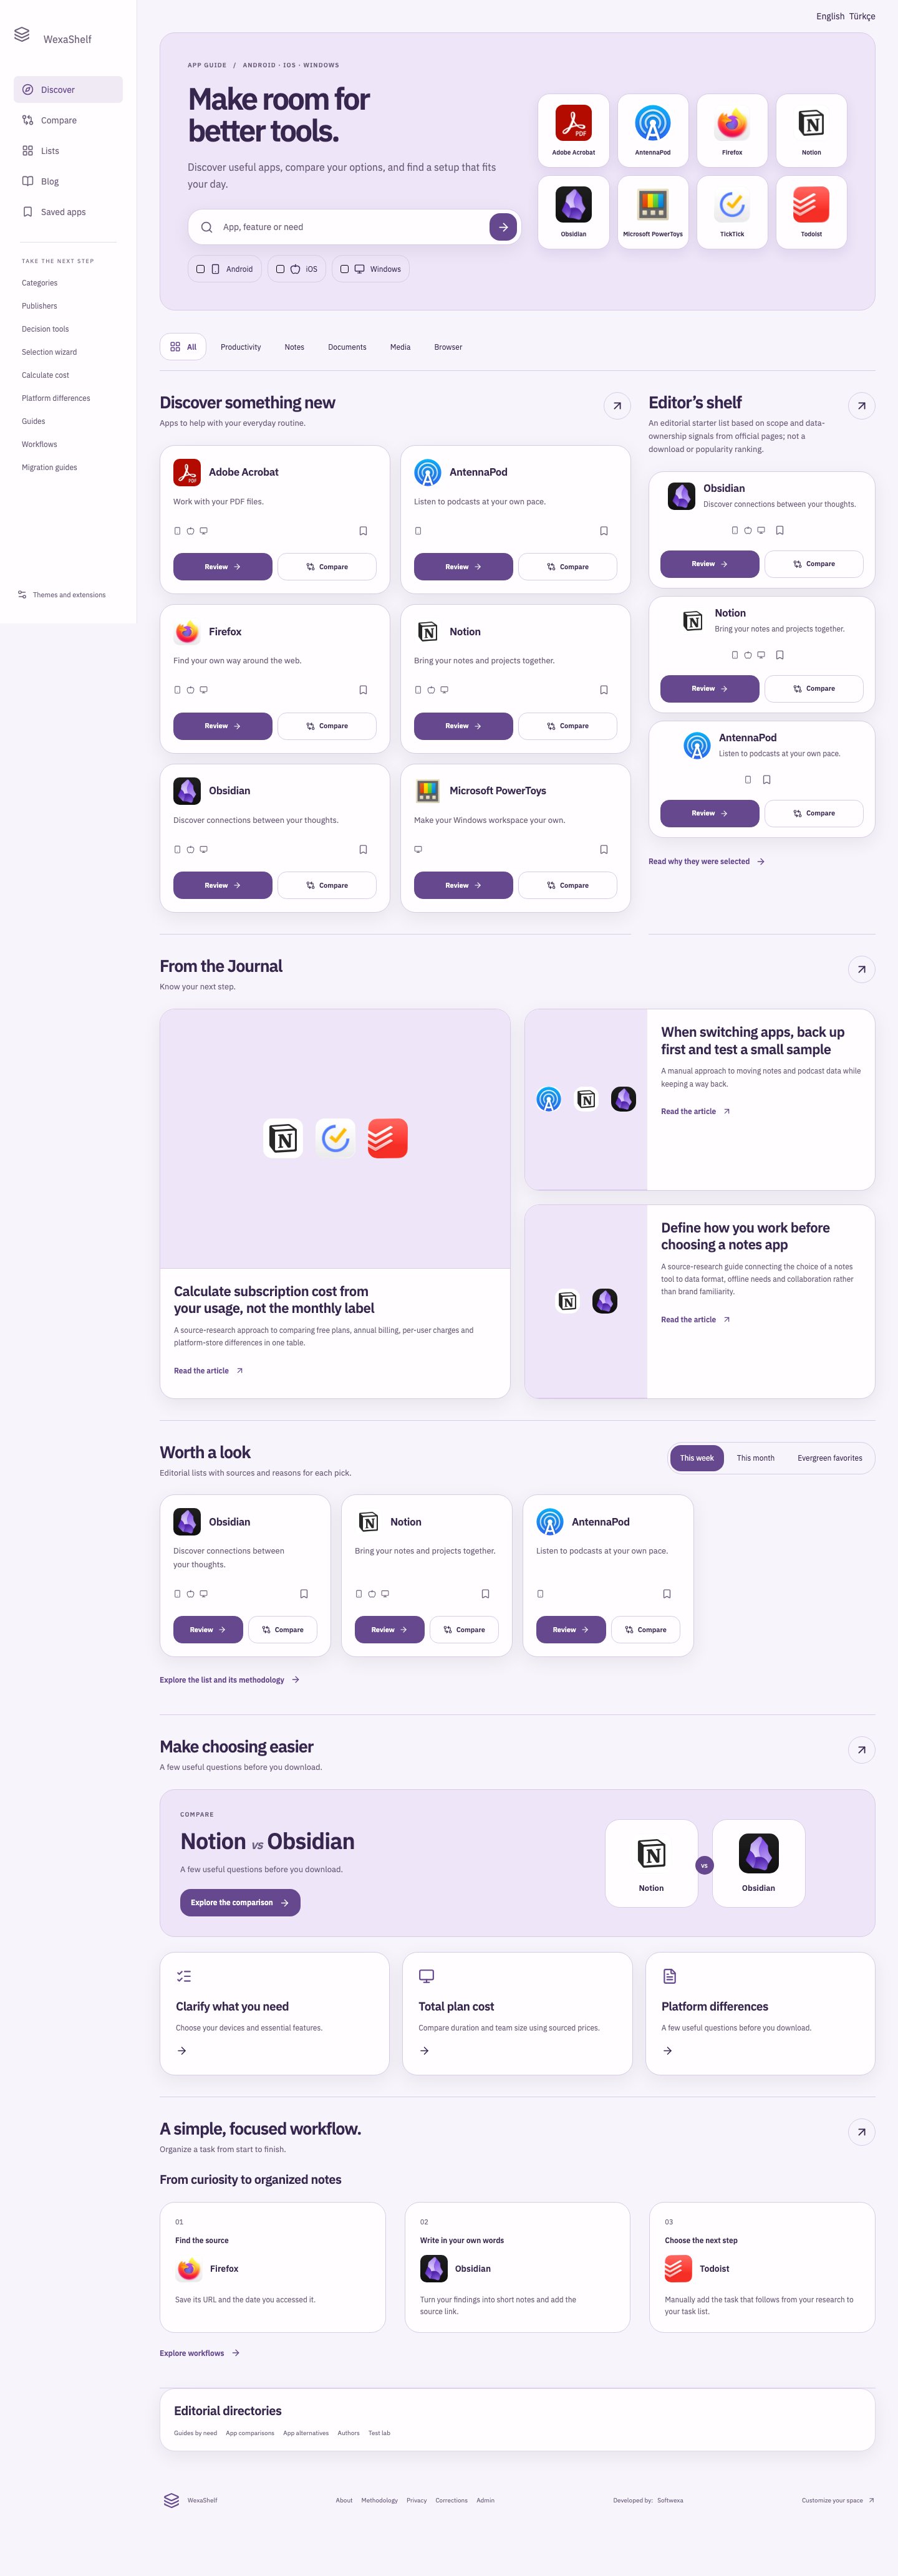 English Türkçe
WexaShelf
Discover
Compare
Lists
Blog
Saved apps
TAKE THE NEXT STEP
Categories
Publishers
Decision tools
Selection wizard
Calculate cost
Platform differences
Guides
Workflows
Migration guides
Themes and extensions
APP GUIDE / ANDROID · IOS · WINDOWS
Make room for
better tools.
Discover useful apps, compare your options, and find a setup that fits
your day.
App, feature or need
Android
iOS
Windows
PDF
Adobe Acrobat
AntennaPod
Firefox
Notion
Obsidian
Microsoft PowerToys
TickTick
Todoist
All
Productivity
Notes
Documents
Media
Browser
Discover something new
Apps to help with your everyday routine.
PDF
Adobe Acrobat
Work with your PDF files.
Review
Compare
AntennaPod
Listen to podcasts at your own pace.
Review
Compare
Firefox
Find your own way around the web.
Review
Compare
Notion
Bring your notes and projects together.
Review
Compare
Obsidian
Discover connections between your thoughts.
Review
Compare
Microsoft PowerToys
Make your Windows workspace your own.
Review
Compare
Editor’s shelf
An editorial starter list based on scope and data-
ownership signals from official pages; not a
download or popularity ranking.
Obsidian
Discover connections between your thoughts.
Review
Compare
Notion
Bring your notes and projects together.
Review
Compare
AntennaPod
Listen to podcasts at your own pace.
Review
Compare
Read why they were selected
From the Journal
Know your next step.
Calculate subscription cost from
your usage, not the monthly label
A source-research approach to comparing free plans, annual billing, per-user charges and
platform-store differences in one table.
Read the article
When switching apps, back up
first and test a small sample
A manual approach to moving notes and podcast data while
keeping a way back.
Read the article
Define how you work before
choosing a notes app
A source-research guide connecting the choice of a notes
tool to data format, offline needs and collaboration rather
than brand familiarity.
Read the article
Worth a look
Editorial lists with sources and reasons for each pick.
This week
This month
Evergreen favorites
Obsidian
Discover connections between
your thoughts.
Review
Compare
Notion
Bring your notes and projects together.
Review
Compare
AntennaPod
Listen to podcasts at your own pace.
Review
Compare
Explore the list and its methodology
Make choosing easier
A few useful questions before you download.
COMPARE
Notion vs Obsidian
A few useful questions before you download.
Explore the comparison
Notion
vs
Obsidian
Clarify what you need
Choose your devices and essential features.
Total plan cost
Compare duration and team size using sourced prices.
Platform differences
A few useful questions before you download.
A simple, focused workflow.
Organize a task from start to finish.
From curiosity to organized notes
01
Find the source
Firefox
Save its URL and the date you accessed it.
02
Write in your own words
Obsidian
Turn your findings into short notes and add the
source link.
03
Choose the next step
Todoist
Manually add the task that follows from your research to
your task list.
Explore workflows
Editorial directories
Guides by need App comparisons App alternatives Authors Test lab
WexaShelf
About Methodology Privacy Corrections Admin
Developed by: Softwexa
Customize your space